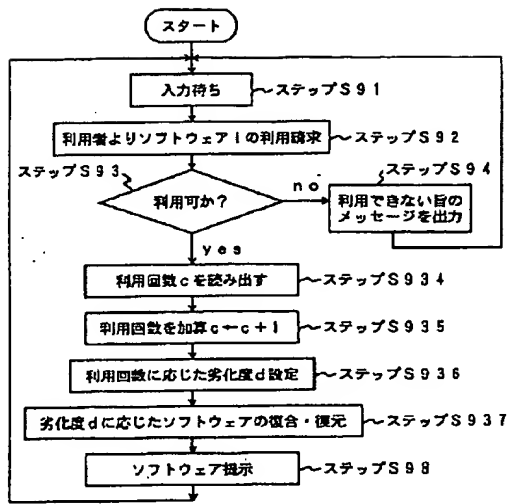 スタート
入力待ち
ステップS91
利用者よりソフトウェアiの利用請求
ステップS92
ステップS93
利用可か?
no
ステップS94
利用できない旨の
メッセージを出力
yes
利用回数cを読み出す
ステップS934
利用回数を加算c←c+1
ステップS935
利用回数に応じた劣化度d設定
ステップS936
劣化度dに応じたソフトウェアの復合・復元
ステップS937
ソフトウェア提示
ステップS98